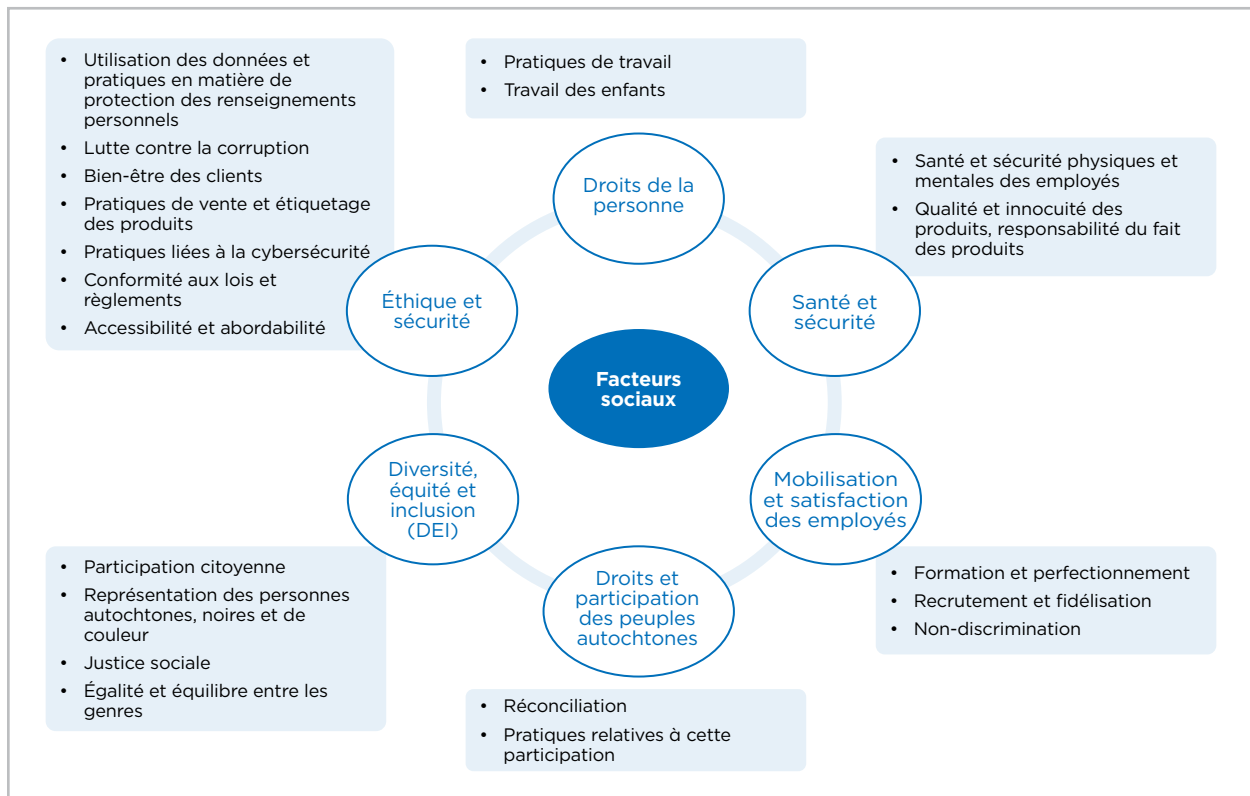 • Utilisation des données et
pratiques en matière de
protection des renseignements
personnels
• Lutte contre la corruption
• Bien-être des clients
• Pratiques de vente et étiquetage
des produits
• Pratiques liées à la cybersécurité
• Conformité aux lois et
règlements
• Accessibilité et abordabilité
• Pratiques de travail
• Travail des enfants
• Santé et sécurité physiques et
mentales des employés
• Qualité et innocuité des
produits, responsabilité du fait
des produits
Droits de la
personne
Éthique et
sécurité
Santé et
sécurité
Facteurs
sociaux
Diversité,
équité et
inclusion
(DEI)
Mobilisation
et satisfaction
des employés
Droits et
participation
des peuples
autochtones
• Participation citoyenne
• Représentation des personnes
autochtones, noires et de
couleur
• Justice sociale
• Égalité et équilibre entre les
genres
• Réconciliation
• Pratiques relatives à cette
participation
• Formation et perfectionnement
• Recrutement et fidélisation
• Non-discrimination